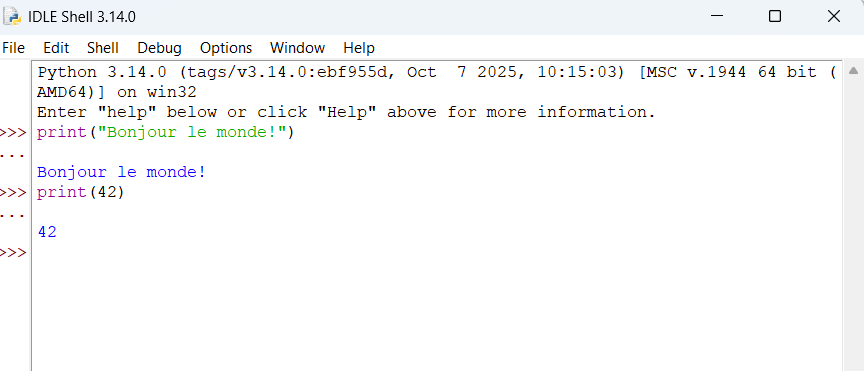 IDLE Shell 3.14.0
File Edit Shell Debug Options Window Help
Python 3.14.0 (tags/v3.14.0:ebf955d, Oct  7 2025, 10:15:03) [MSC v.1944 64 bit (
AMD64)] on win32
Enter "help" below or click "Help" above for more information.
>>> print("Bonjour le monde!")
...
Bonjour le monde!
>>> print(42)
...
42
>>>